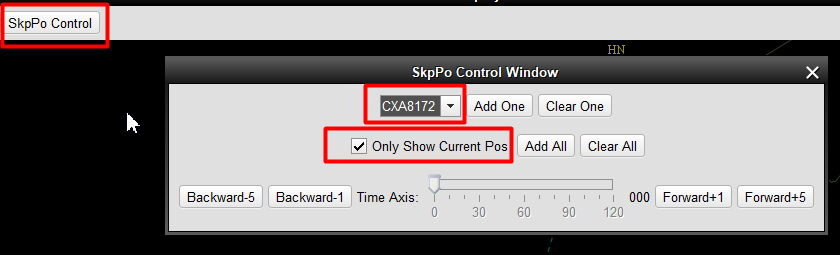 SkpPo Control
HN
SkpPo Control Window
CXA8172 Add One Clear One
Only Show Current Pos Add All Clear All
Backward-5 Backward-1 Time Axis: 000 Forward+1 Forward+5
0 30 60 90 120